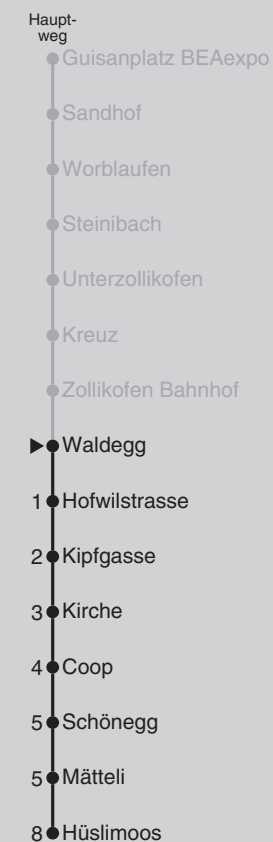 Haupt-
weg
Guisanplatz BEAexpo
Sandhof
Worblaufen
Steinibach
Unterzollikofen
Kreuz
Zollikofen Bahnhof
Waldegg
1 Hofwilstrasse
2 Kipfgasse
3 Kirche
4 Coop
5 Schönegg
5 Mätteli
8 Hüslimoos